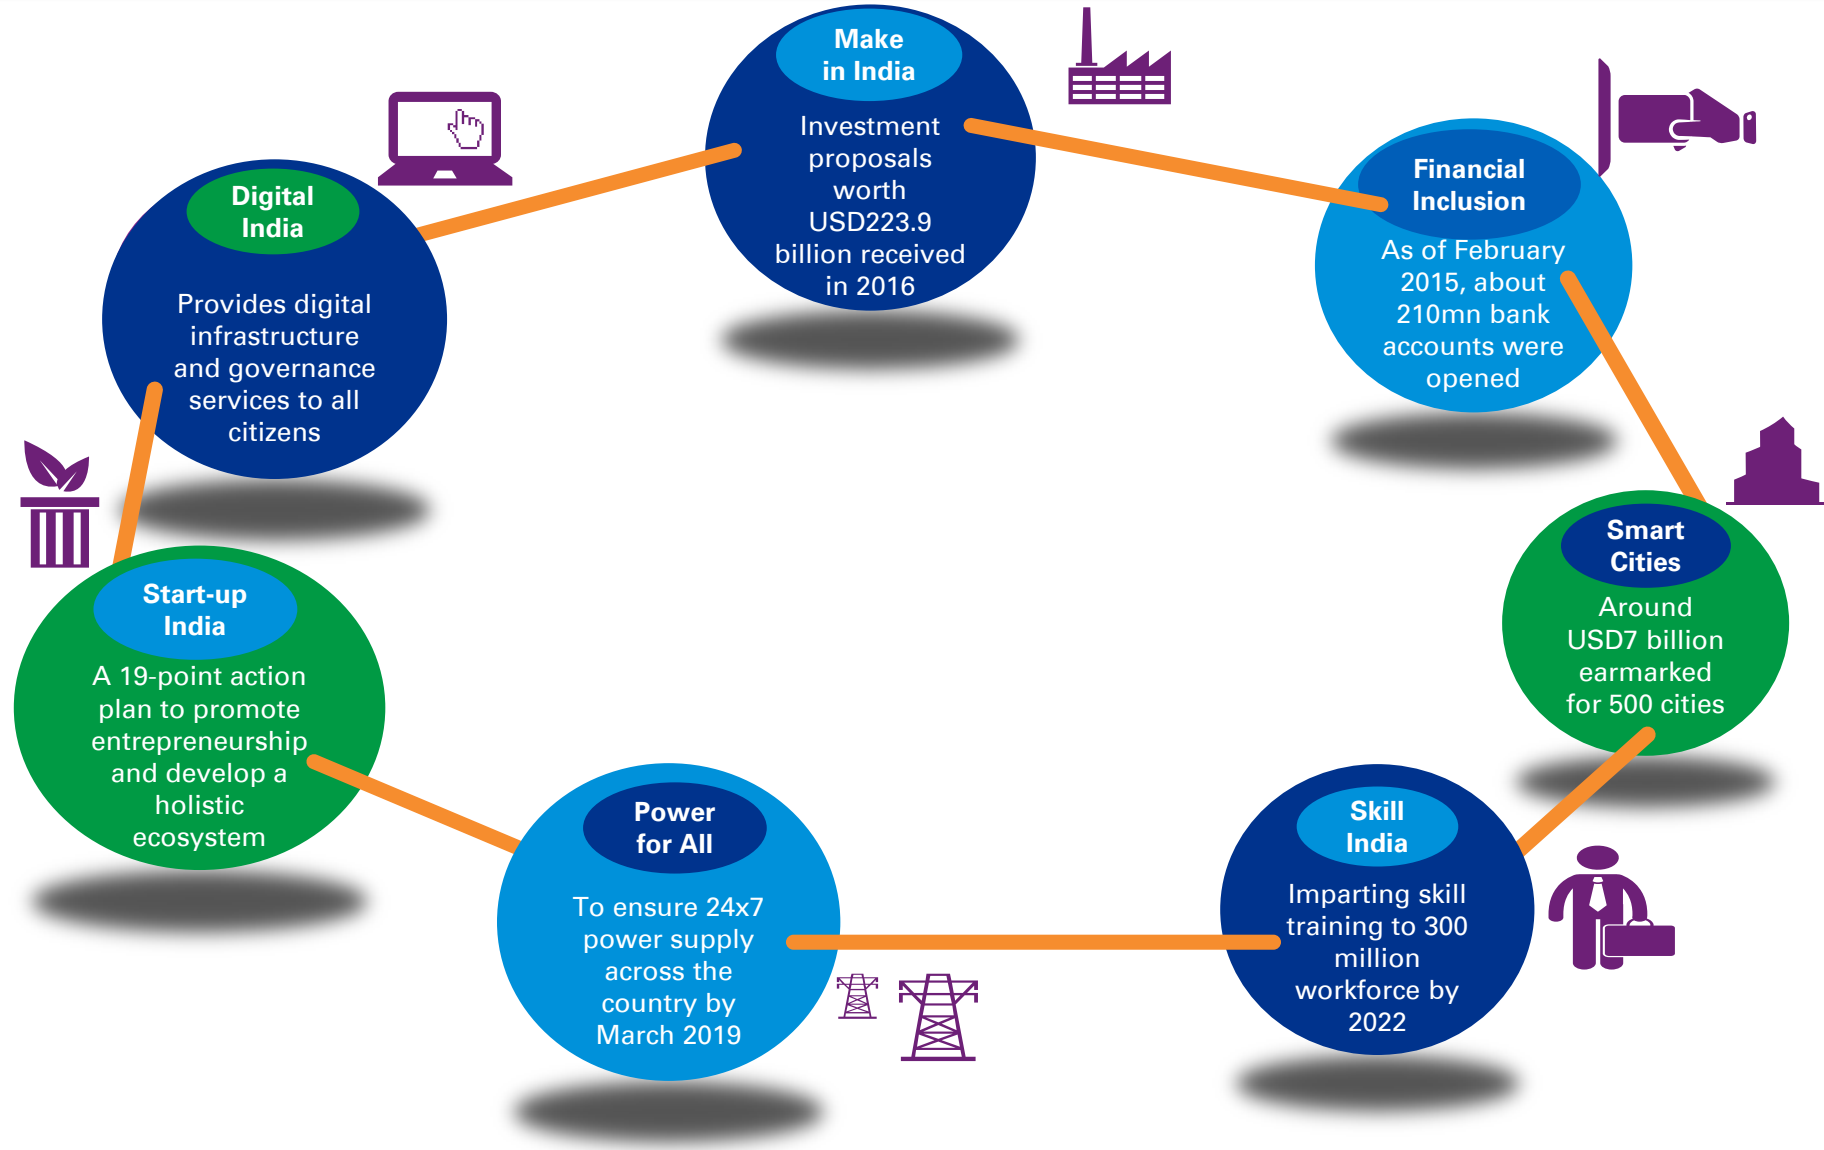 Make
in India
Investment
proposals
worth
USD223.9
billion received
in 2016
Financial
Inclusion
As of February
2015, about
210mn bank
accounts were
opened
Smart
Cities
Around
USD7 billion
earmarked
for 500 cities
Skill
India
Imparting skill
training to 300
million
workforce by
2022
Power
for All
To ensure 24x7
power supply
across the
country by
March 2019
Start-up
India
A 19-point action
plan to promote
entrepreneurship
and develop a
holistic
ecosystem
Digital
India
Provides digital
infrastructure
and governance
services to all
citizens